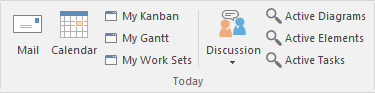 Mail
Calendar
My Kanban
My Gantt
My Work Sets
Discussion
Active Diagrams
Active Elements
Active Tasks
Today